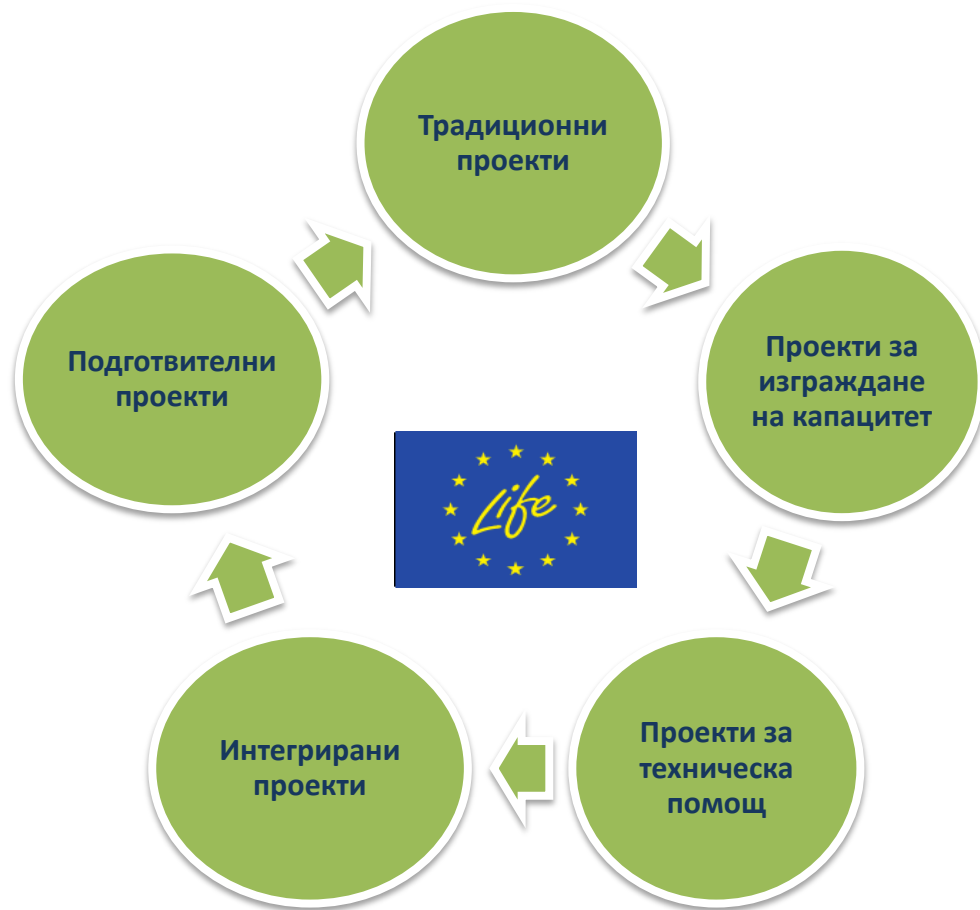 Традиционни
проекти
Проекти за
изграждане
на капацитет
Проекти за
техническа
помощ
Интегрирани
проекти
Подготвителни
проекти
Life